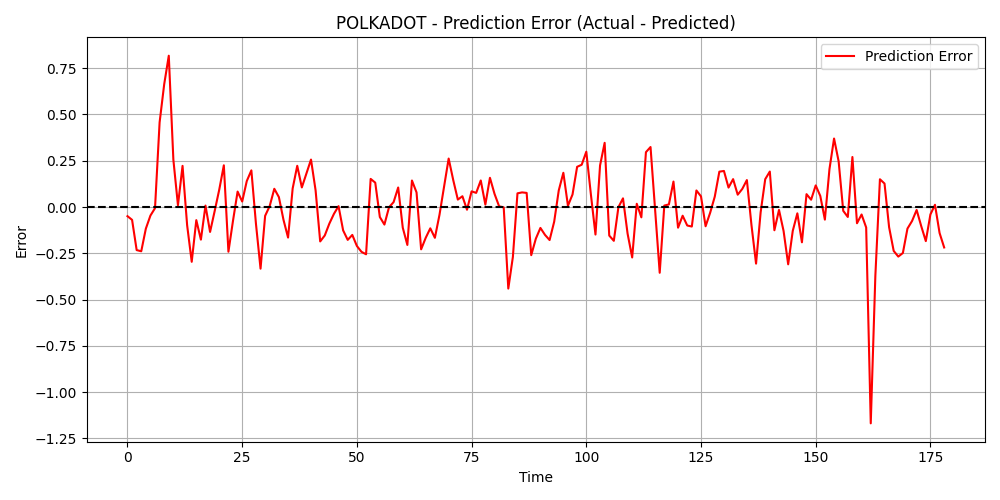 POLKADOT - Prediction Error (Actual - Predicted)
Prediction Error
Error
0.75
0.50
0.25
0.00
−0.25
−0.50
−0.75
−1.00
−1.25
0 25 50 75 100 125 150 175
Time